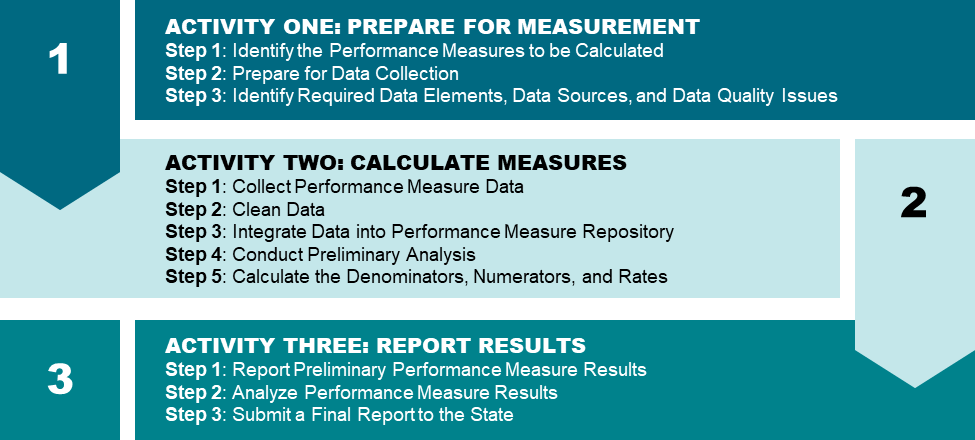 1
ACTIVITY ONE: PREPARE FOR MEASUREMENT
Step 1: Identify the Performance Measures to be Calculated
Step 2: Prepare for Data Collection
Step 3: Identify Required Data Elements, Data Sources, and Data Quality Issues
2
ACTIVITY TWO: CALCULATE MEASURES
Step 1: Collect Performance Measure Data
Step 2: Clean Data
Step 3: Integrate Data into Performance Measure Repository
Step 4: Conduct Preliminary Analysis
Step 5: Calculate the Denominators, Numerators, and Rates
3
ACTIVITY THREE: REPORT RESULTS
Step 1: Report Preliminary Performance Measure Results
Step 2: Analyze Performance Measure Results
Step 3: Submit a Final Report to the State